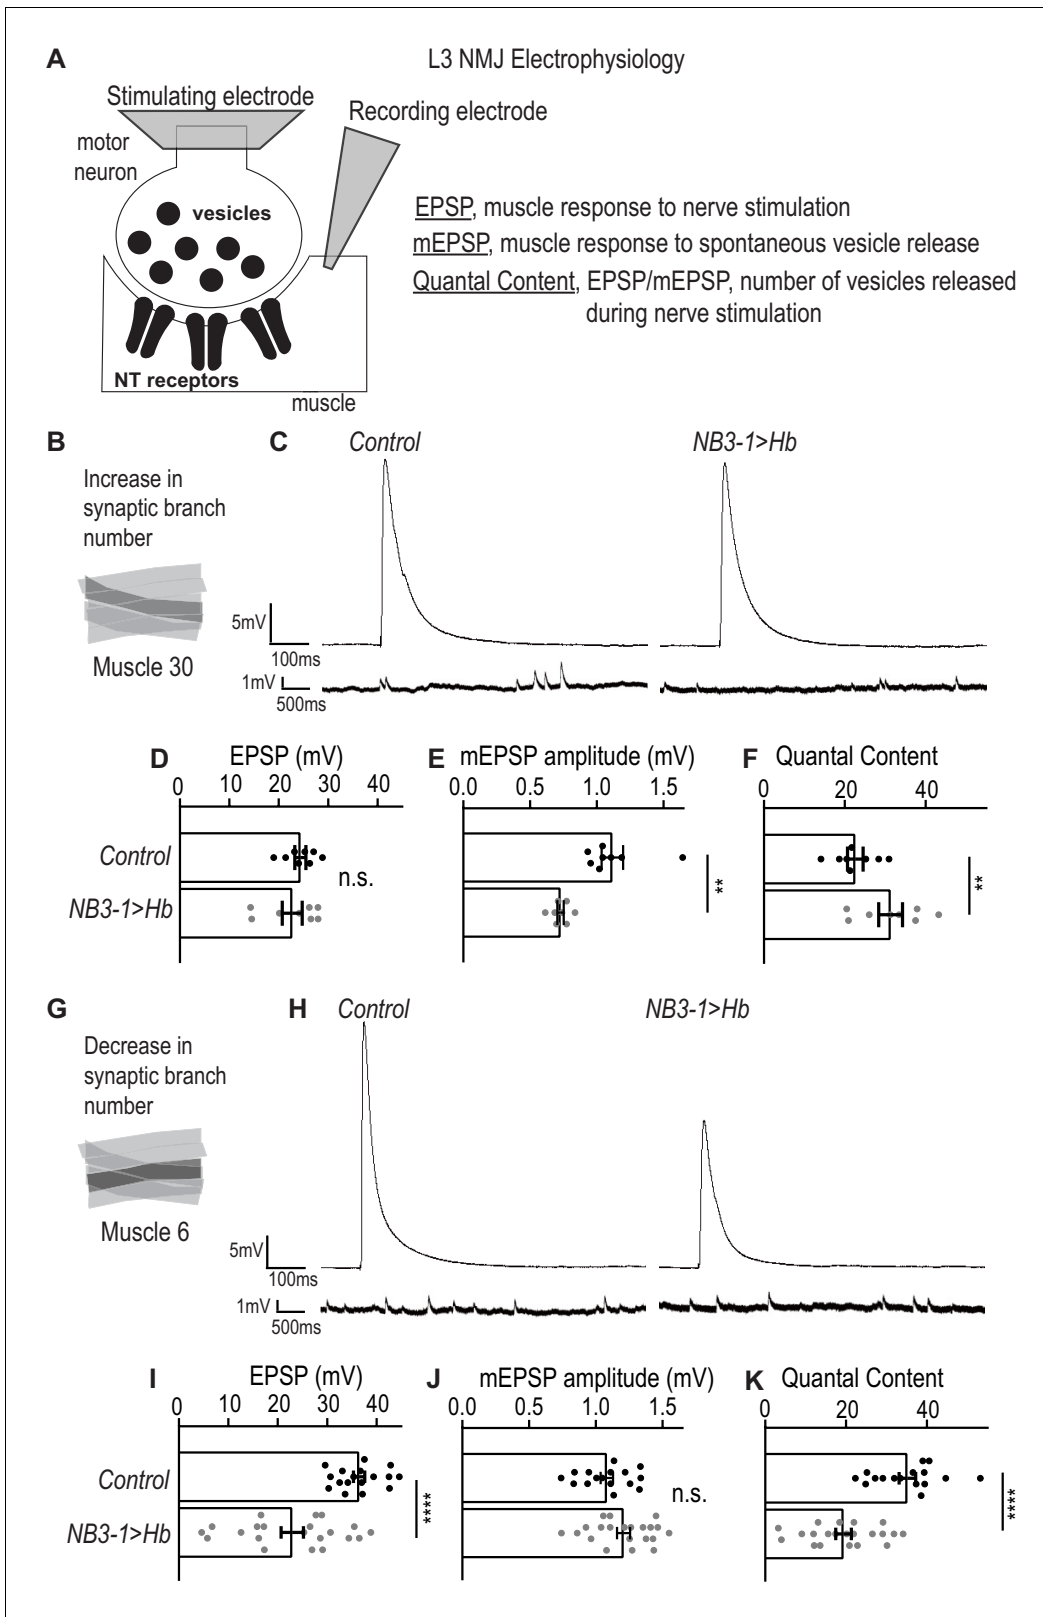 A
L3 NMJ Electrophysiology
Stimulating electrode
Recording electrode
motor
neuron
vesicles
NT receptors
muscle
EPSP, muscle response to nerve stimulation
mEPSP, muscle response to spontaneous vesicle release
Quantal Content, EPSP/mEPSP, number of vesicles released
during nerve stimulation
B
Increase in
synaptic branch
number
Muscle 30
C
Control
NB3-1>Hb
5mV
100ms
1mV
500ms
D
EPSP (mV)
0 10 20 30 40
Control
NB3-1>Hb
n.s.
E
mEPSP amplitude (mV)
0.0 0.5 1.0 1.5
**
F
Quantal Content
0 20 40
**
G
Decrease in
synaptic branch
number
Muscle 6
H
Control
NB3-1>Hb
5mV
100ms
1mV
500ms
I
EPSP (mV)
0 10 20 30 40
Control
NB3-1>Hb
****
J
mEPSP amplitude (mV)
0.0 0.5 1.0 1.5
n.s.
K
Quantal Content
0 20 40
****